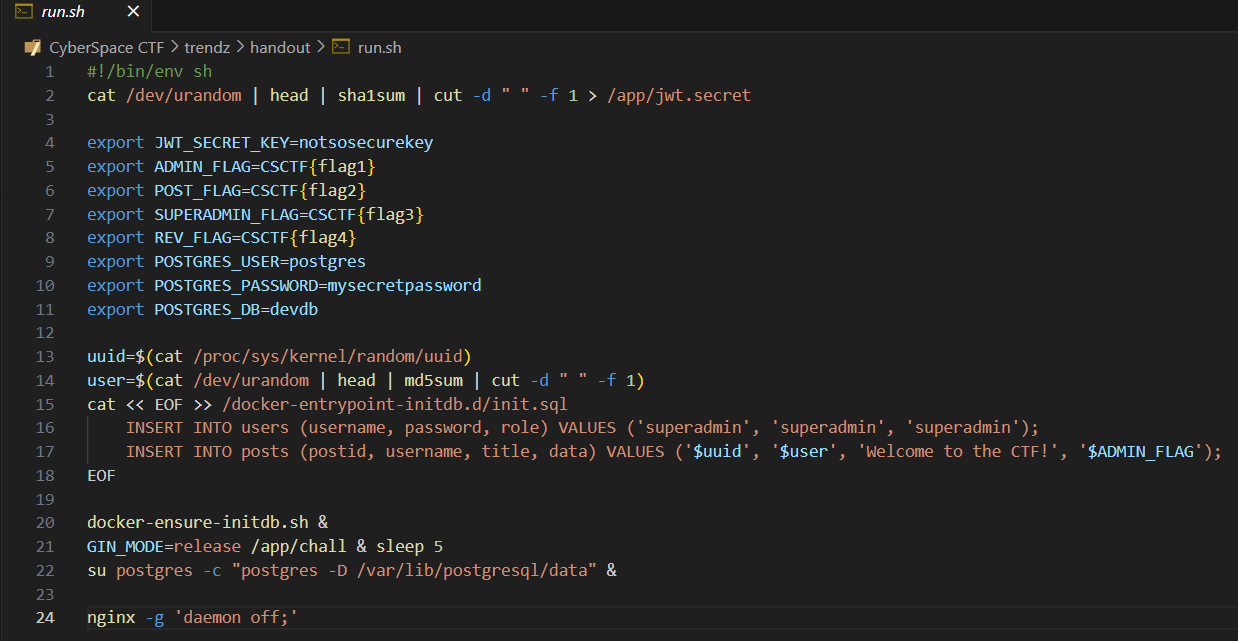 run.sh ×
CyberSpace CTF > trendz > handout > run.sh
1 #!/bin/env sh
2 cat /dev/urandom | head | sha1sum | cut -d " " -f 1 > /app/jwt.secret
3
4 export JWT_SECRET_KEY=notsosecurekey
5 export ADMIN_FLAG=CSCTF{flag1}
6 export POST_FLAG=CSCTF{flag2}
7 export SUPERADMIN_FLAG=CSCTF{flag3}
8 export REV_FLAG=CSCTF{flag4}
9 export POSTGRES_USER=postgres
10 export POSTGRES_PASSWORD=mysecretpassword
11 export POSTGRES_DB=devdb
12
13 uuid=$(cat /proc/sys/kernel/random/uuid)
14 user=$(cat /dev/urandom | head | md5sum | cut -d " " -f 1)
15 cat << EOF >> /docker-entrypoint-initdb.d/init.sql
16     INSERT INTO users (username, password, role) VALUES ('superadmin', 'superadmin', 'superadmin');
17     INSERT INTO posts (postid, username, title, data) VALUES ('$uuid', '$user', 'Welcome to the CTF!', '$ADMIN_FLAG');
18 EOF
19
20 docker-ensure-initdb.sh &
21 GIN_MODE=release /app/chall & sleep 5
22 su postgres -c "postgres -D /var/lib/postgresql/data" &
23
24 nginx -g 'daemon off;'